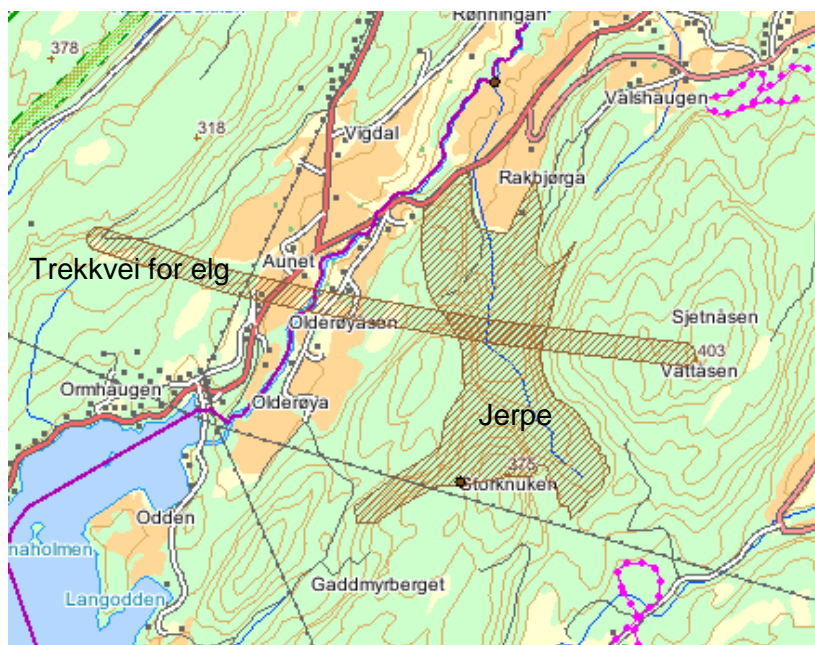 Rønningan
378
Valshaugen
318
Vigdal
Rakbjørga
Trekkvei for elg
Aunet
Olderøyåsen
Sjetnåsen
403
Våttåsen
Ormhaugen
Olderøya
Jerpe
375
Storknuken
Odden
naholmen
Gaddmyrberget
Langodden